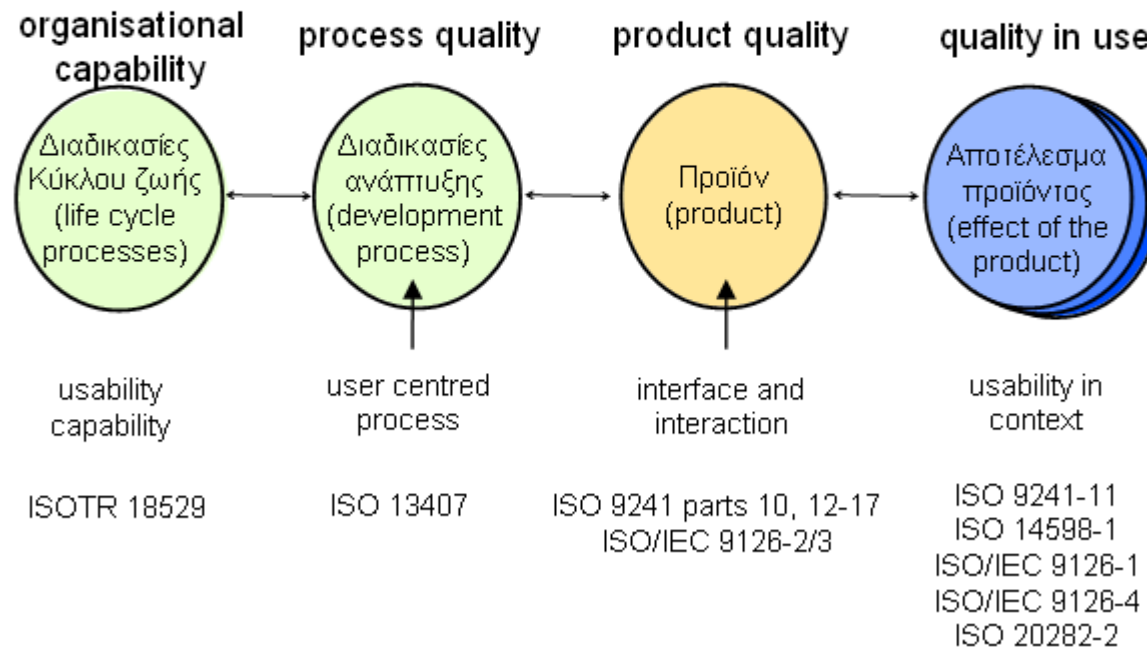 organisational
capability
process quality
product quality
quality in use
Διαδικασίες
Κύκλου ζωής
(life cycle
processes)
Διαδικασίες
ανάπτυξης
(development
process)
Προϊόν
(product)
Αποτέλεσμα
προϊόντος
(effect of the
product)
usability
capability
user centred
process
interface and
interaction
usability in
context
ISOTR 18529
ISO 13407
ISO 9241 parts 10, 12-17
ISO/IEC 9126-2/3
ISO 9241-11
ISO 14598-1
ISO/IEC 9126-1
ISO/IEC 9126-4
ISO 20282-2